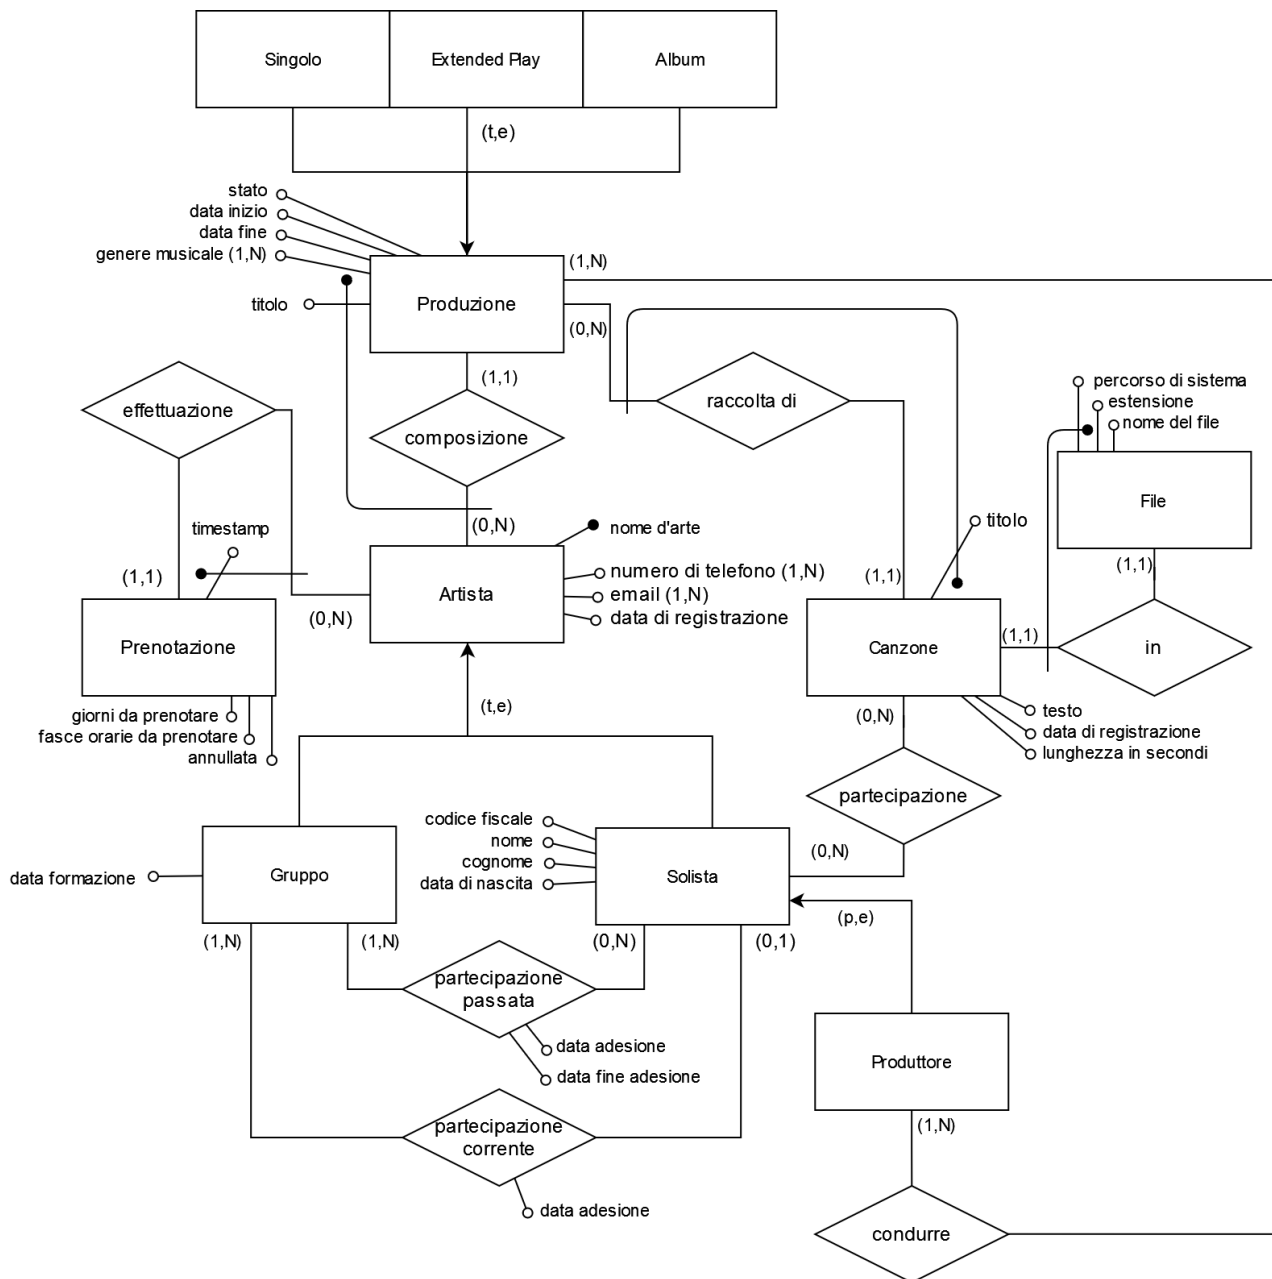 Singolo
Extended Play
Album
(t,e)
stato
data inizio
data fine
genere musicale (1,N)
titolo
(1,N)
Produzione
(0,N)
(1,1)
effettuazione
composizione
raccolta di
percorso di sistema
estensione
nome del file
File
(0,N)
nome d'arte
timestamp
titolo
(1,1)
(1,1)
numero di telefono (1,N)
email (1,N)
data di registrazione
Artista
(0,N)
(1,1)
Prenotazione
Canzone
(1,1)
in
giorni da prenotare
fasce orarie da prenotare
annullata
(t,e)
(0,N)
testo
data di registrazione
lunghezza in secondi
partecipazione
codice fiscale
nome
cognome
data di nascita
(0,N)
data formazione
Gruppo
Solista
(p,e)
(1,N)
(1,N)
(0,N)
(0,1)
partecipazione
passata
data adesione
data fine adesione
Produttore
(1,N)
partecipazione
corrente
data adesione
condurre